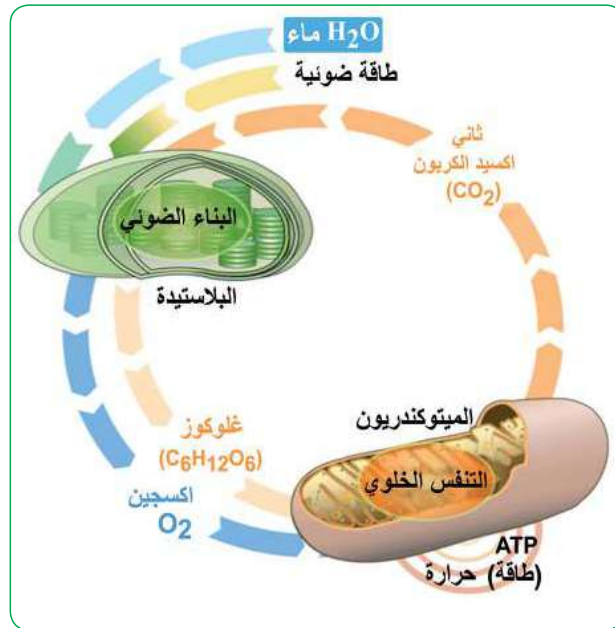 H₂O ماء
طاقة ضوئية
ثاني
اكسيد الكربون
(CO₂)
البناء الضوئي
البلاستيدة
الميتوكندريون
غلوكوز
(C₆H₁₂O₆)
التنفس الخلوي
اكسجين
O₂
ATP
(طاقة) حرارة